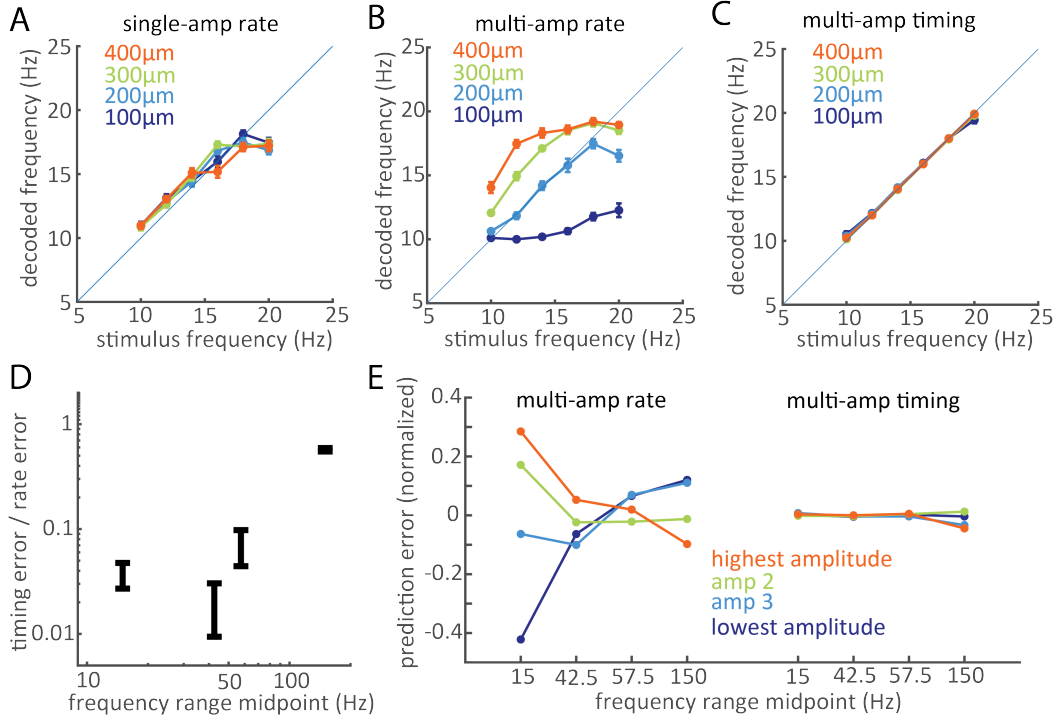 A
single-amp rate
25
20
15
10
5
400µm
300µm
200µm
100µm
decoded frequency (Hz)
5 10 15 20 25
stimulus frequency (Hz)
B
multi-amp rate
25
20
15
10
5
400µm
300µm
200µm
100µm
decoded frequency (Hz)
5 10 15 20 25
stimulus frequency (Hz)
C
multi-amp timing
25
20
15
10
5
400µm
300µm
200µm
100µm
decoded frequency (Hz)
5 10 15 20 25
stimulus frequency (Hz)
D
timing error / rate error
1
0.1
0.01
10 50 100
frequency range midpoint (Hz)
E
prediction error (normalized)
0.4
0.2
0
-0.2
-0.4
multi-amp rate
multi-amp timing
highest amplitude
amp 2
amp 3
lowest amplitude
15 42.5 57.5 150 15 42.5 57.5 150
frequency range midpoint (Hz)